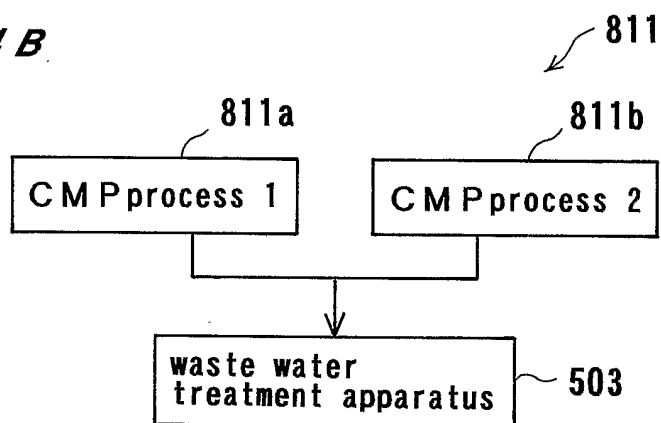 B
811
811a
811b
CMPprocess 1
CMPprocess 2
waste water
treatment apparatus
503